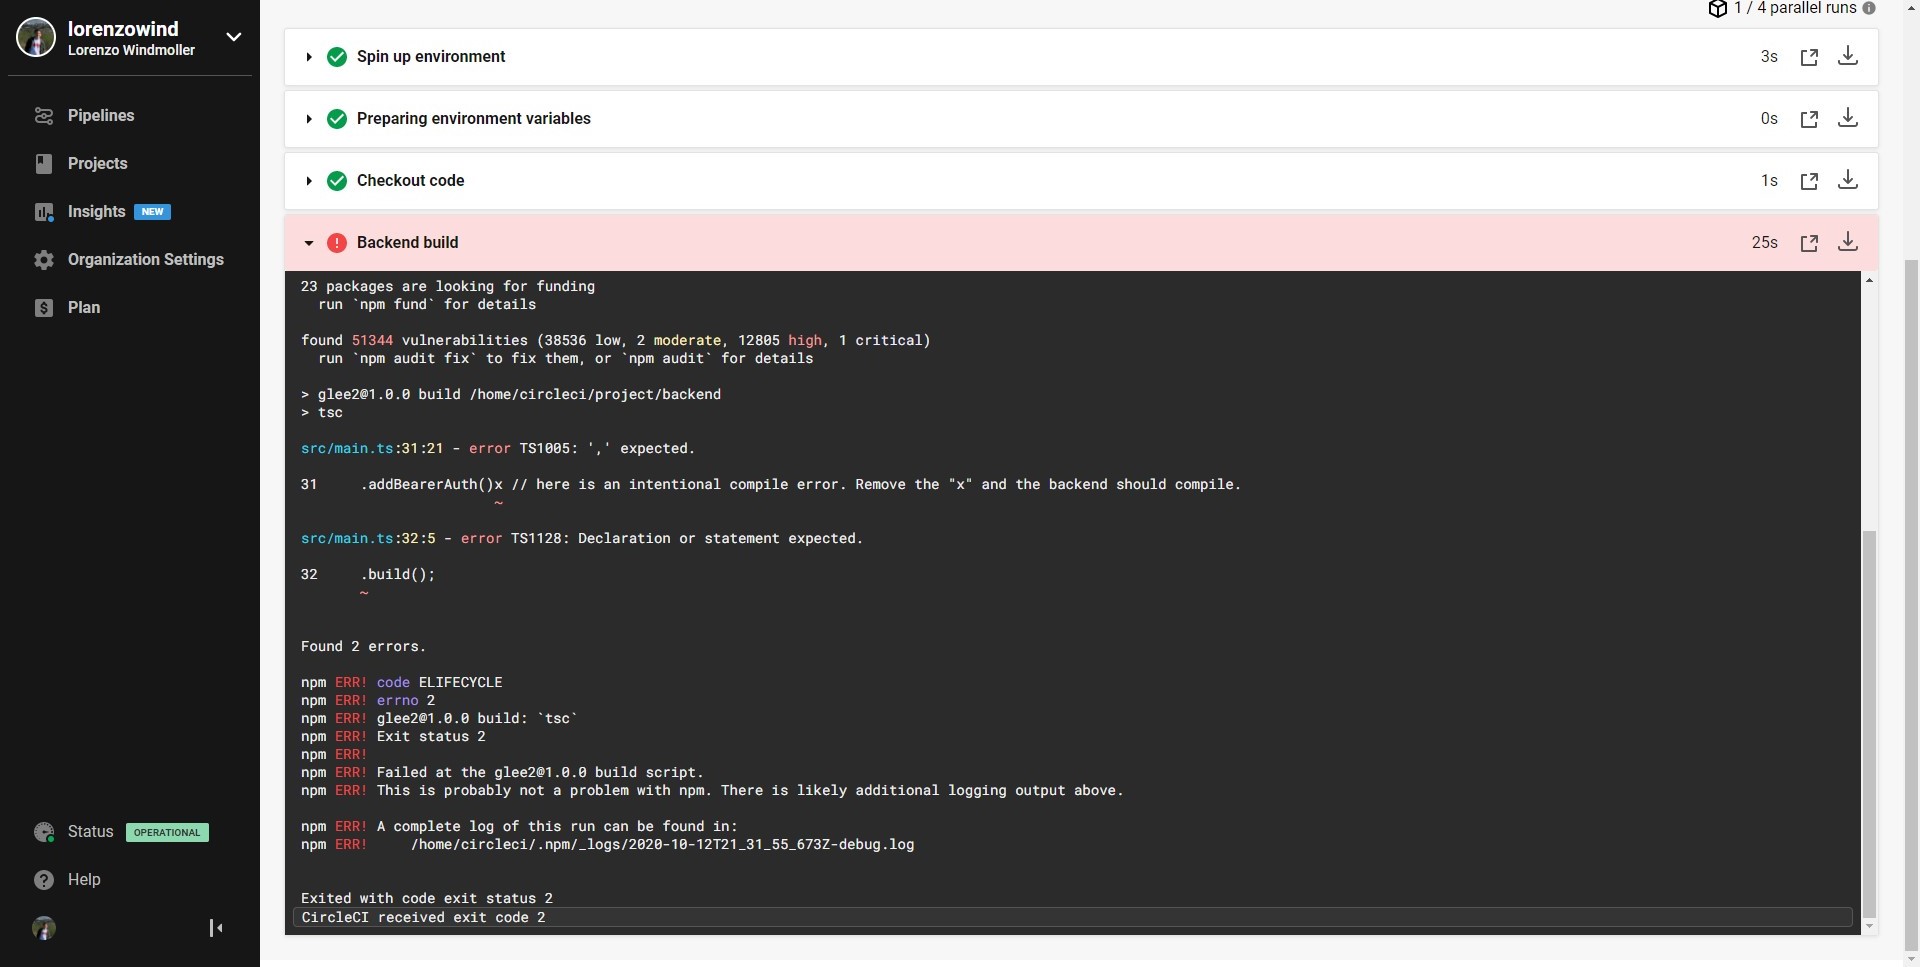 lorenzowind
Lorenzo Windmoller
Pipelines
Projects
Insights NEW
Organization Settings
Plan
Status OPERATIONAL
Help
1 / 4 parallel runs
Spin up environment 3s
Preparing environment variables 0s
Checkout code 1s
Backend build 25s
23 packages are looking for funding
run `npm fund` for details
found 51344 vulnerabilities (38536 low, 2 moderate, 12805 high, 1 critical)
run `npm audit fix` to fix them, or `npm audit` for details
> glee2@1.0.0 build /home/circleci/project/backend
> tsc
src/main.ts:31:21 - error TS1005: ',' expected.
31     .addBearerAuth()x // here is an intentional compile error. Remove the "x" and the backend should compile.
~
src/main.ts:32:5 - error TS1128: Declaration or statement expected.
32     .build();
~
Found 2 errors.
npm ERR! code ELIFECYCLE
npm ERR! errno 2
npm ERR! glee2@1.0.0 build: `tsc`
npm ERR! Exit status 2
npm ERR!
npm ERR! Failed at the glee2@1.0.0 build script.
npm ERR! This is probably not a problem with npm. There is likely additional logging output above.
npm ERR! A complete log of this run can be found in:
npm ERR!     /home/circleci/.npm/_logs/2020-10-12T21_31_55_673Z-debug.log
Exited with code exit status 2
CircleCI received exit code 2